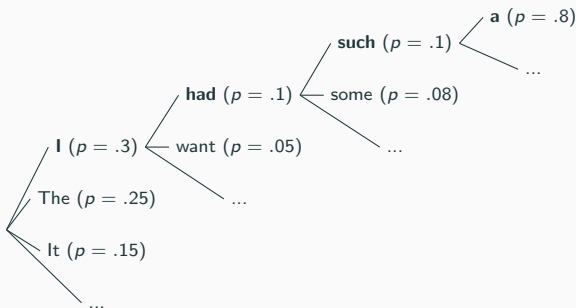 a (p = .8)
such (p = .1)
...
had (p = .1)
some (p = .08)
I (p = .3)
want (p = .05)
...
The (p = .25)
...
It (p = .15)
...